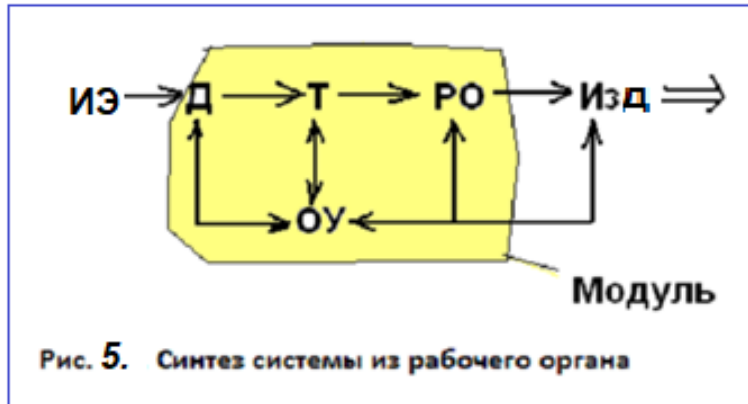 ИЭ Д Т РО Изд
ОУ
Модуль
Рис. 5. Синтез системы из рабочего органа